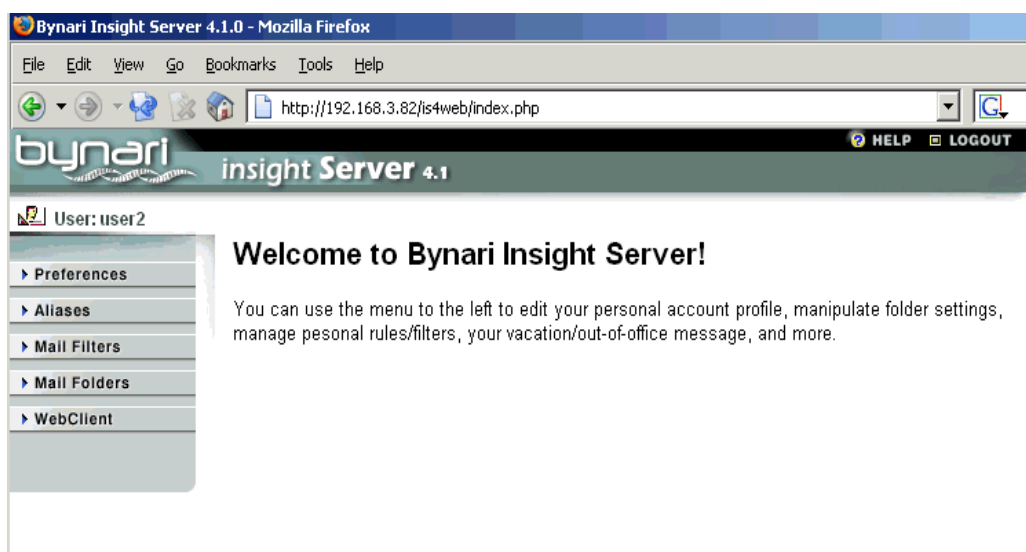 Bynari Insight Server 4.1.0 - Mozilla Firefox
File Edit View Go Bookmarks Tools Help
http://192.168.3.82/is4web/index.php G
HELP LOGOUT
bynari insight Server 4.1
User: user2
Preferences
Aliases
Mail Filters
Mail Folders
WebClient
Welcome to Bynari Insight Server!
You can use the menu to the left to edit your personal account profile, manipulate folder settings,
manage pesonal rules/filters, your vacation/out-of-office message, and more.